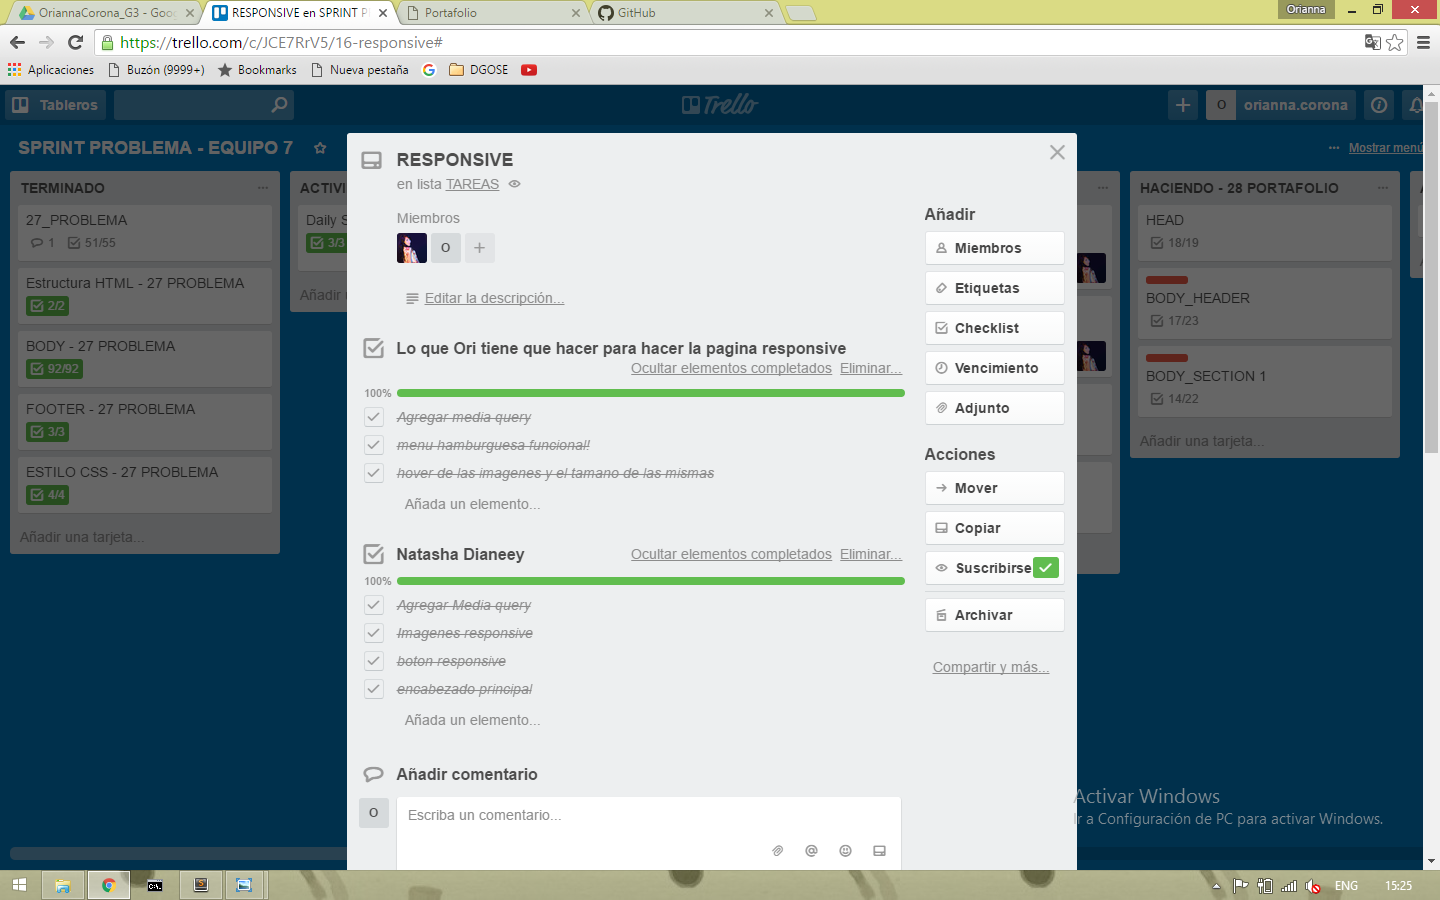 OriannaCorona_G3 - Goo
RESPONSIVE en SPRINT P
Portafolio
GitHub
Orianna
https://trello.com/c/JCE7RrV5/16-responsive#
Aplicaciones
Buzón (9999+)
Bookmarks
Nueva pestaña
DGOSE
Tableros
Trello
O
orianna.corona
SPRINT PROBLEMA - EQUIPO 7
Mostrar menú
TERMINADO
27_PROBLEMA
1
51/55
Estructura HTML - 27 PROBLEMA
2/2
BODY - 27 PROBLEMA
92/92
FOOTER - 27 PROBLEMA
3/3
ESTILO CSS - 27 PROBLEMA
4/4
Añadir una tarjeta...
ACTIVI
Daily S
3/3
Añadir u
RESPONSIVE
en lista TAREAS
Miembros
O
Editar la descripción...
Lo que Ori tiene que hacer para hacer la pagina responsive
Ocultar elementos completados Eliminar...
100%
Agregar media query
menu hamburguesa funcional!
hover de las imagenes y el tamano de las mismas
Añada un elemento...
Natasha Dianeey
Ocultar elementos completados Eliminar...
100%
Agregar Media query
Imagenes responsive
boton responsive
encabezado principal
Añada un elemento...
Añadir comentario
O
Escriba un comentario...
Añadir
Miembros
Etiquetas
Checklist
Vencimiento
Adjunto
Acciones
Mover
Copiar
Suscribirse
Archivar
Compartir y más...
HACIENDO - 28 PORTAFOLIO
HEAD
18/19
BODY_HEADER
17/23
BODY_SECTION 1
14/22
Añadir una tarjeta...
Activar Windows
Ir a Configuración de PC para activar Windows.
ENG
15:25